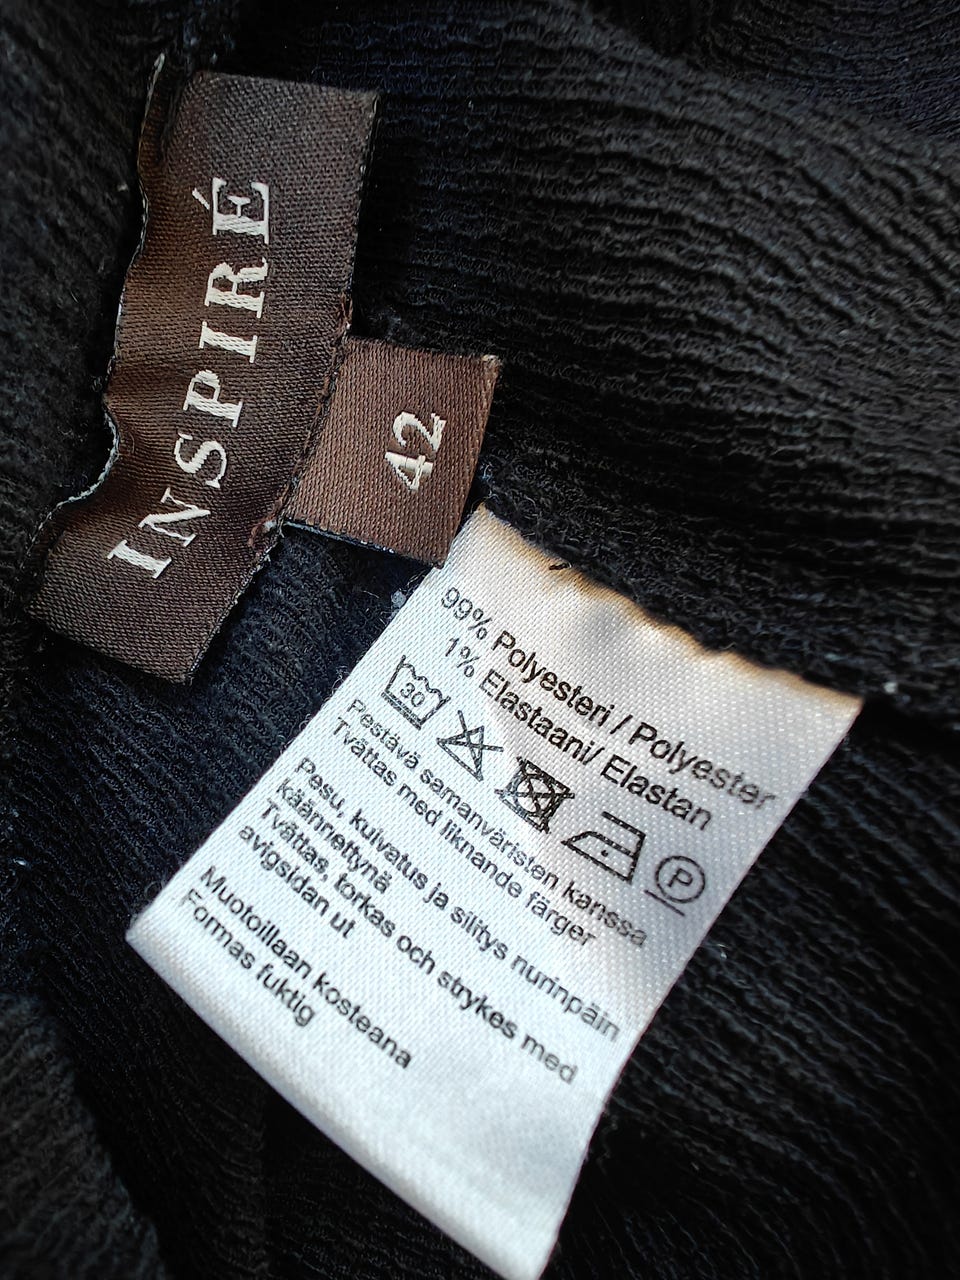 INSPIRÉ
42
99% Polyesteri / Polyester
1% Elastaani/ Elastan
30
P
Pestävä samanväristen kanssa
Tvättas med liknande färger
Pesu, kuivatus ja silitys nurinpäin
käännettynä
Tvättas, torkas och strykes med
avigsidan ut
Muotoillaan kosteana
Formas fuktig